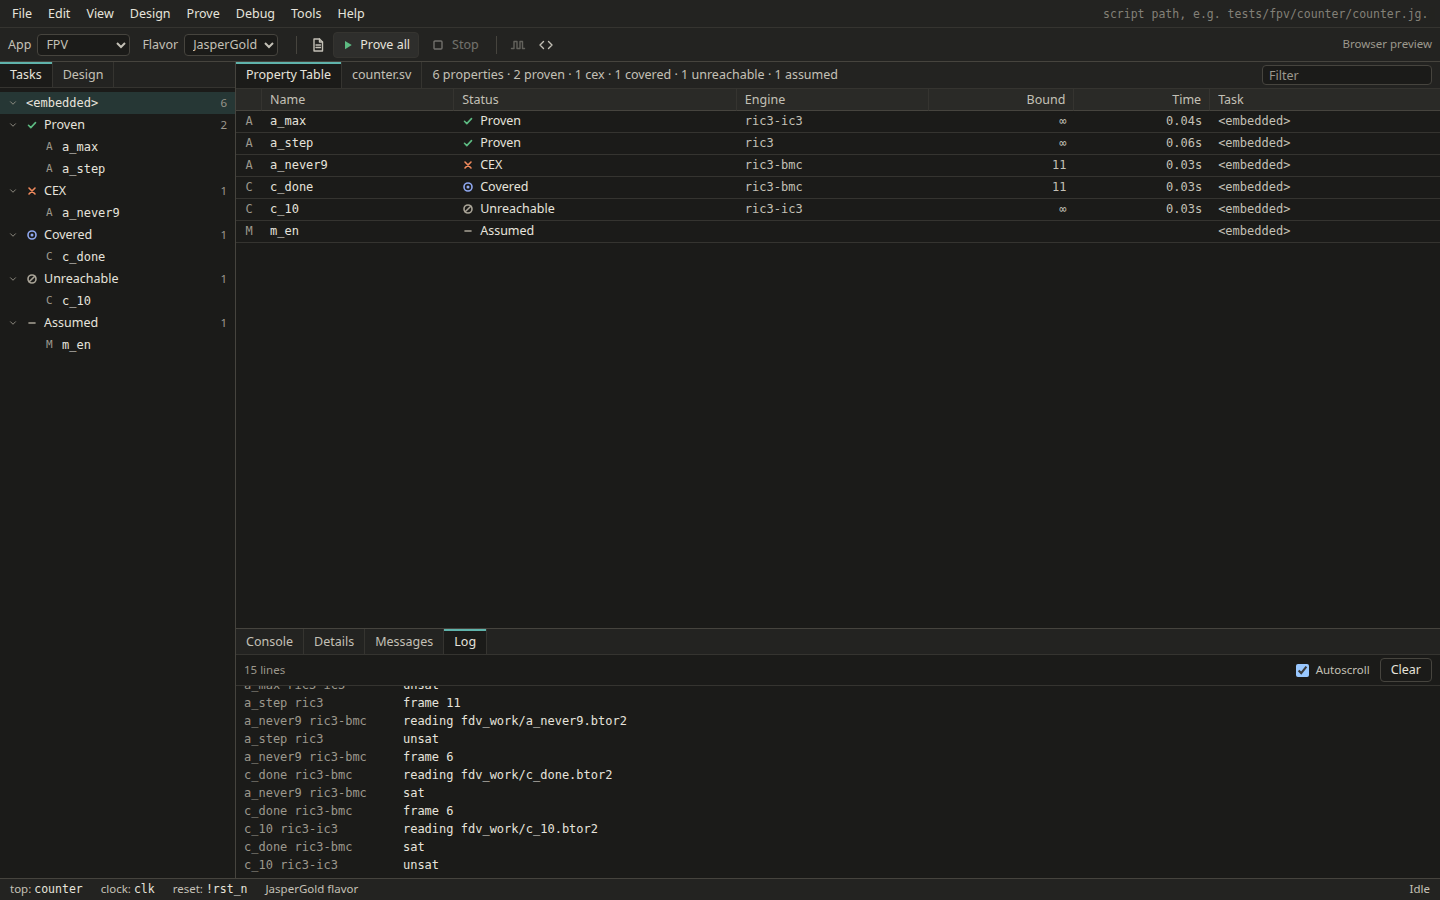 File Edit View Design Prove Debug Tools Help script path, e.g. tests/fpv/counter/counter.jg.
App FPV Flavor JasperGold Prove all Stop Browser preview
Tasks Design Property Table counter.sv 6 properties · 2 proven · 1 cex · 1 covered · 1 unreachable · 1 assumed Filter
<embedded> 6
Proven 2
A a_max
A a_step
CEX 1
A a_never9
Covered 1
C c_done
Unreachable 1
C c_10
Assumed 1
M m_en
Name Status Engine Bound Time Task
A a_max Proven ric3-ic3 ∞ 0.04s <embedded>
A a_step Proven ric3 ∞ 0.06s <embedded>
A a_never9 CEX ric3-bmc 11 0.03s <embedded>
C c_done Covered ric3-bmc 11 0.03s <embedded>
C c_10 Unreachable ric3-ic3 ∞ 0.03s <embedded>
M m_en Assumed <embedded>
Console Details Messages Log
15 lines Autoscroll Clear
a_max ric3-ic3 unsat
a_step ric3 frame 11
a_never9 ric3-bmc reading fdv_work/a_never9.btor2
a_step ric3 unsat
a_never9 ric3-bmc frame 6
c_done ric3-bmc reading fdv_work/c_done.btor2
a_never9 ric3-bmc sat
c_done ric3-bmc frame 6
c_10 ric3-ic3 reading fdv_work/c_10.btor2
c_done ric3-bmc sat
c_10 ric3-ic3 unsat
top: counter clock: clk reset: !rst_n JasperGold flavor Idle